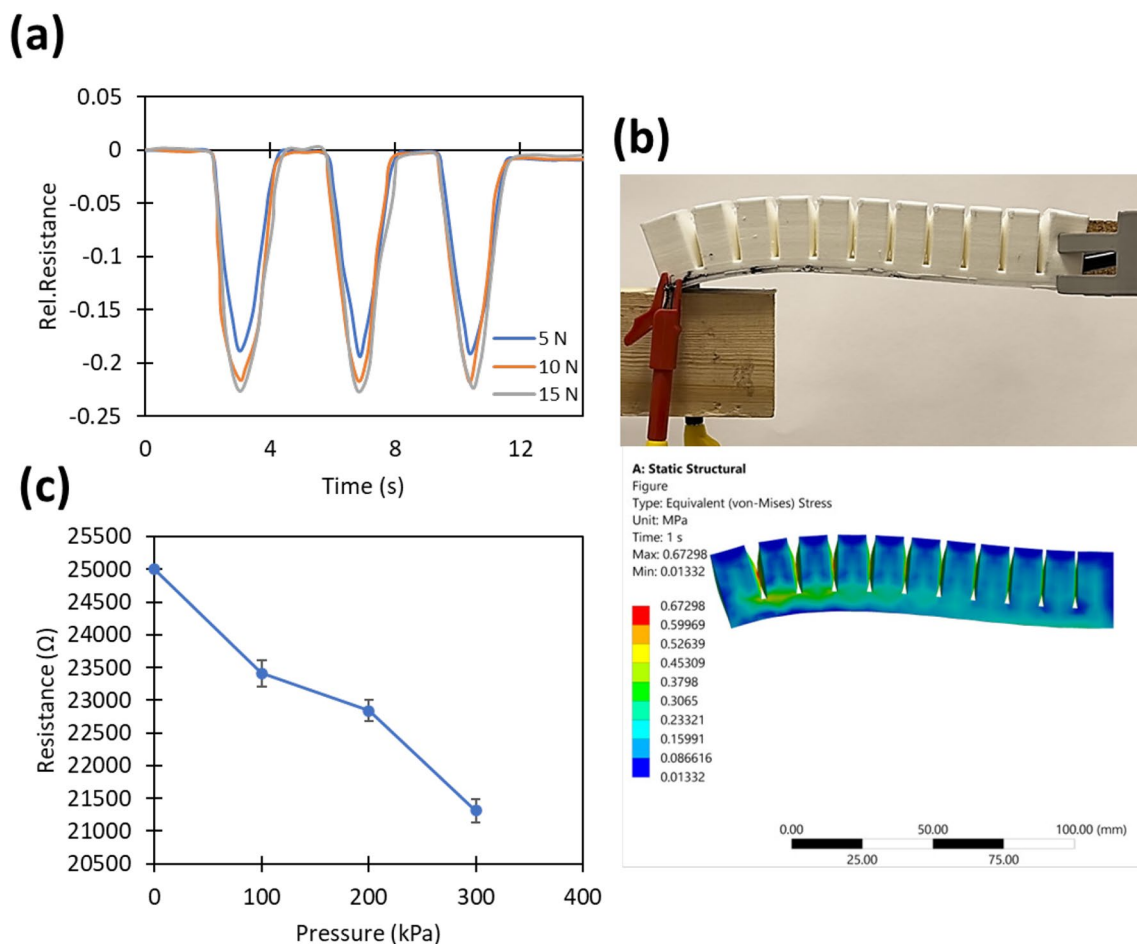 (a)
0.05
0
-0.05
-0.1
-0.15
-0.2
-0.25
Rel.Resistance
5 N
10 N
15 N
0 4 8 12
Time (s)
(b)
A: Static Structural
Figure
Type: Equivalent (von-Mises) Stress
Unit: MPa
Time: 1 s
Max: 0.67298
Min: 0.01332
0.67298
0.59969
0.52639
0.45309
0.3798
0.3065
0.23321
0.15991
0.086616
0.01332
0.00 50.00 100.00 (mm)
25.00 75.00
(c)
25500
25000
24500
24000
23500
23000
22500
22000
21500
21000
20500
Resistance (Ω)
0 100 200 300 400
Pressure (kPa)